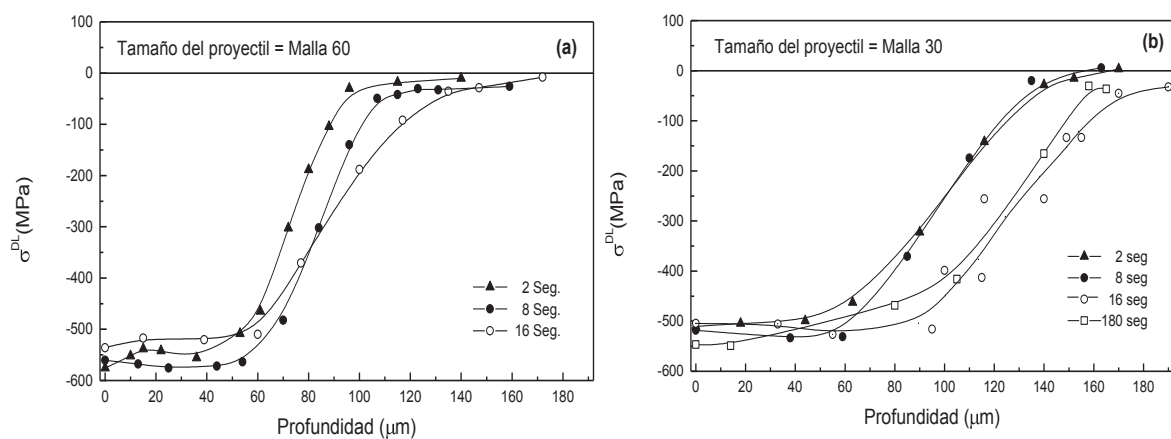 Tamaño del proyectil = Malla 60
(a)
100
0
-100
-200
-300
-400
-500
-600
σ^DL(MPa)
2 Seg.
8 Seg.
16 Seg.
0 20 40 60 80 100 120 140 160 180
Profundidad (μm)
Tamaño del proyectil = Malla 30
(b)
100
0
-100
-200
-300
-400
-500
-600
σ^DL(MPa)
2 seg
8 seg
16 seg
180 seg
0 20 40 60 80 100 120 140 160 180
Profundidad (μm)